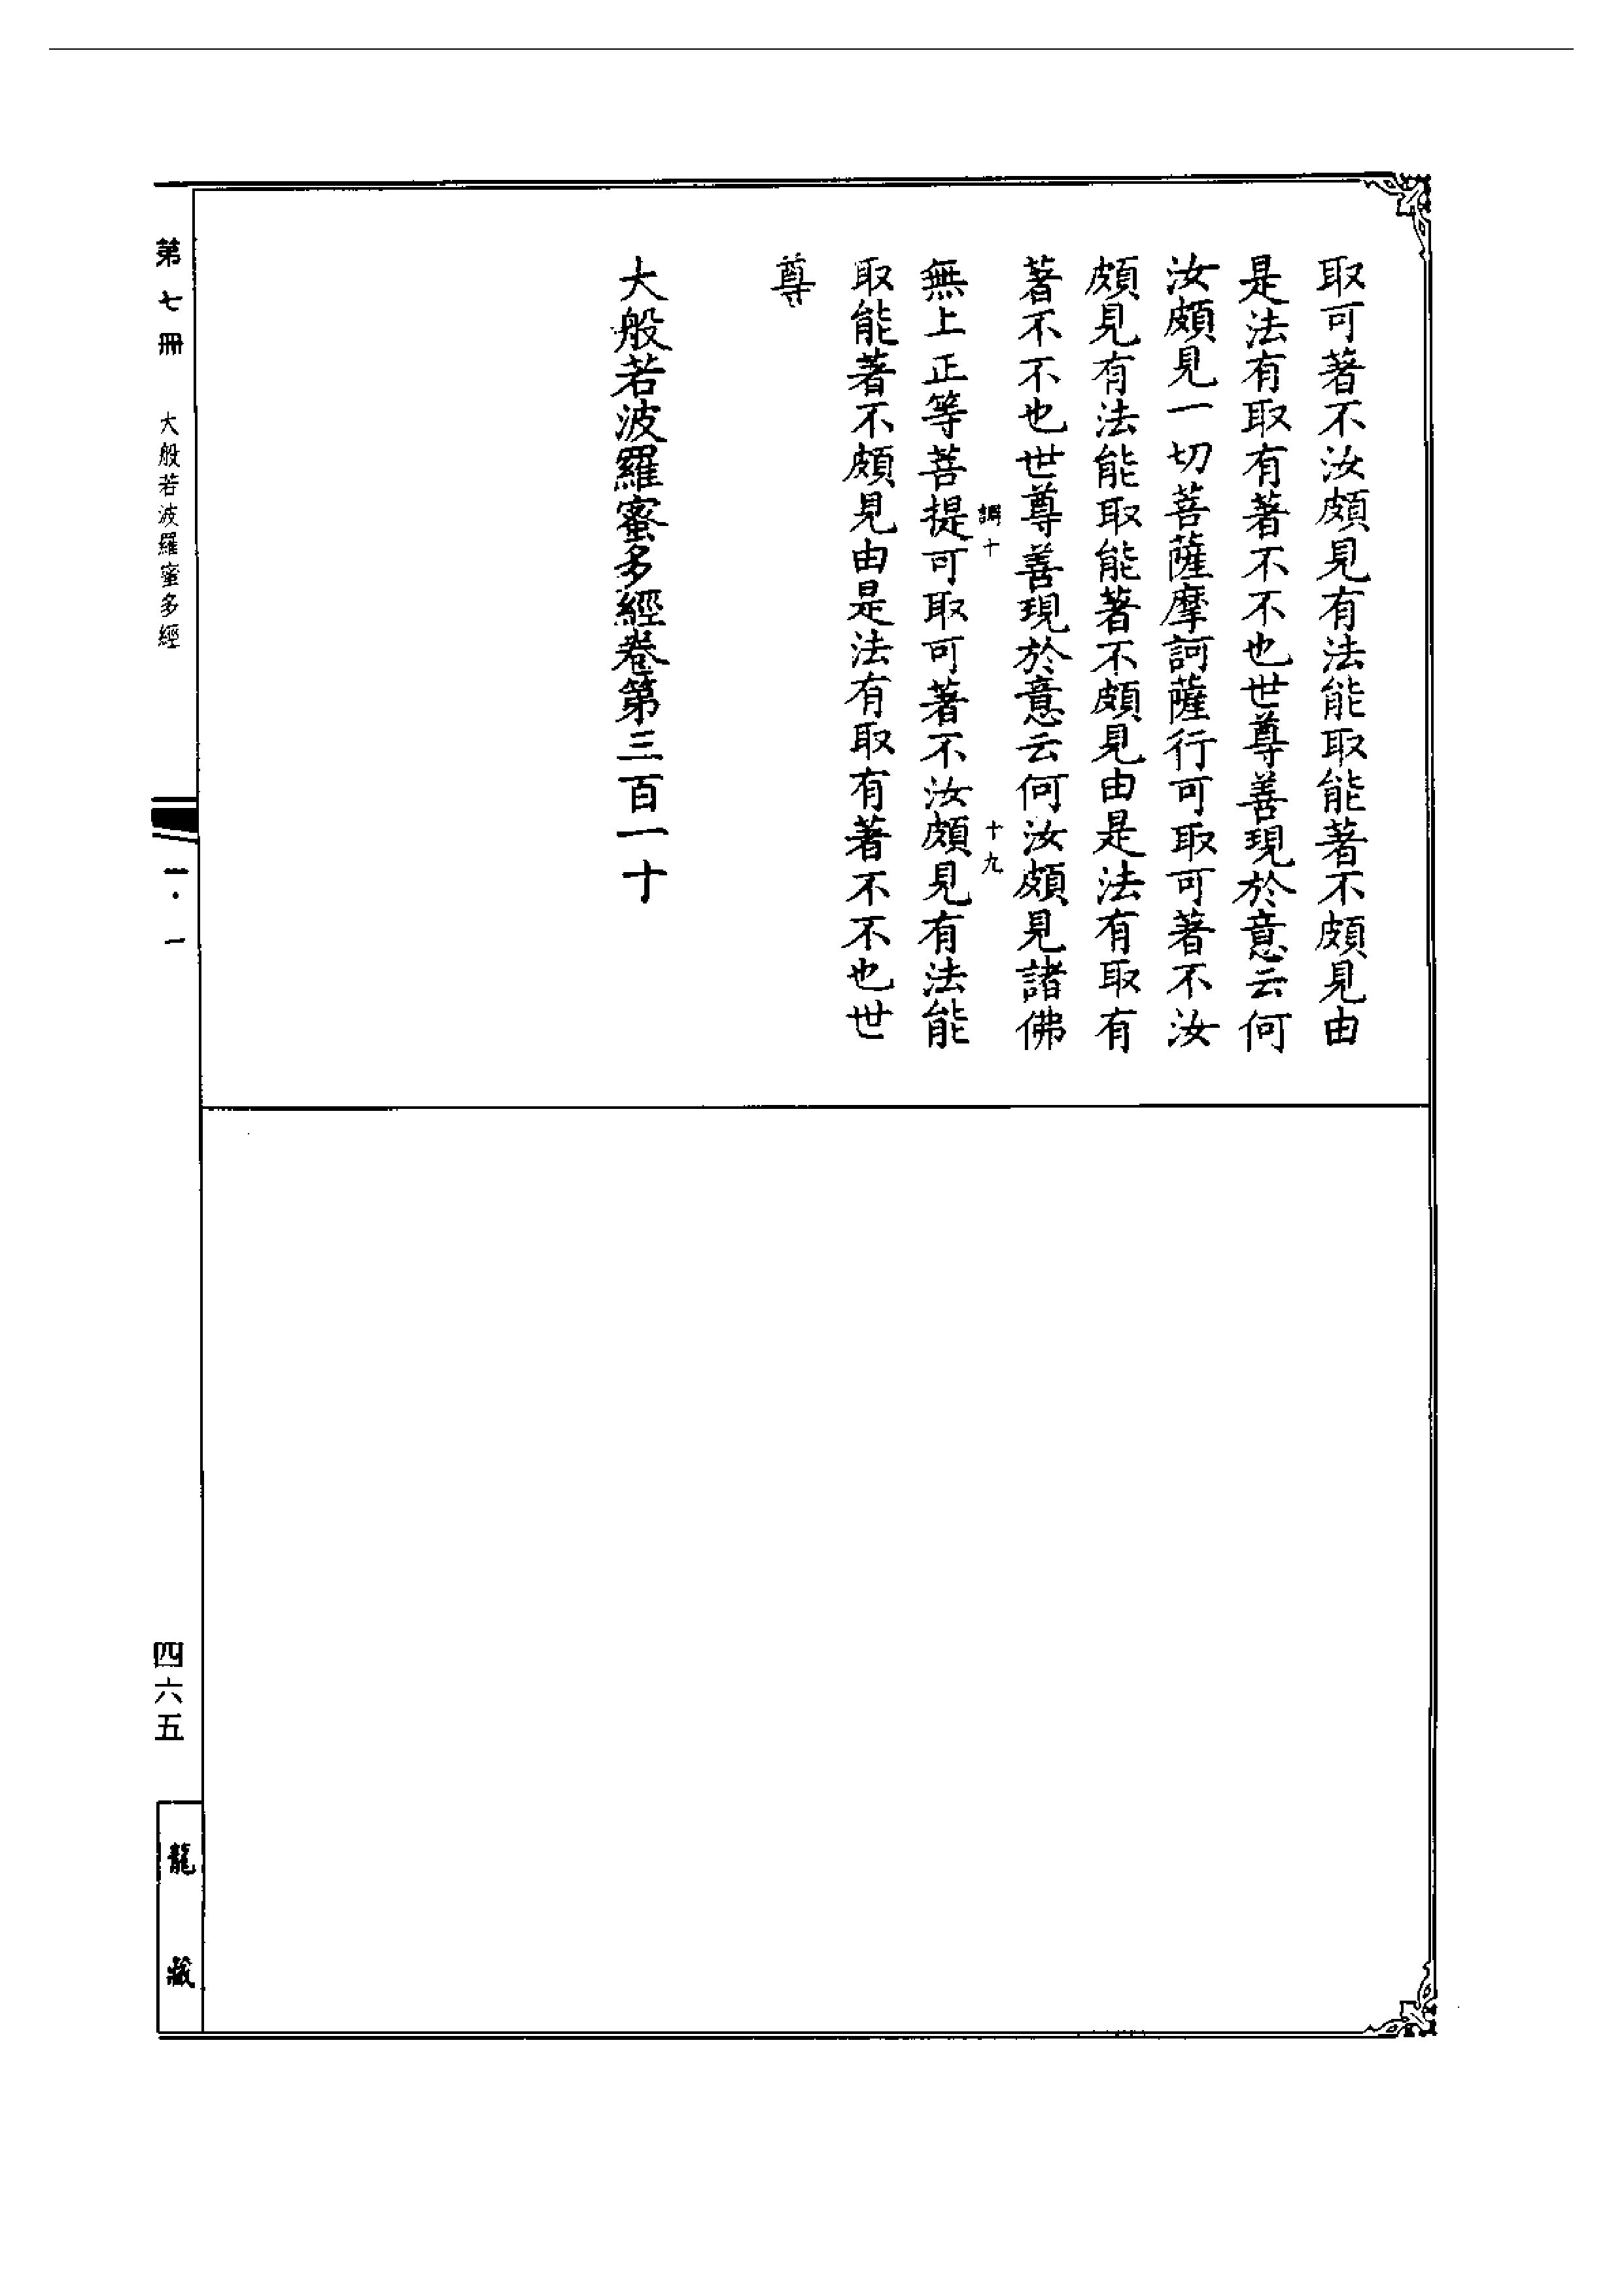 取可著不汝頗見有法能取能著不頗見由
是法有取有著不不也世尊善現於意云何
汝頗見一切菩薩摩訶薩行可取可著不汝
頗見有法能取能著不頗見由是法有取有
著不不也世尊善現於意云何汝頗見諸佛
調十 十九
無上正等菩提可取可著不汝頗見有法能
取能著不頗見由是法有取有著不不也世
尊
大般若波羅蜜多經卷第三百一十
第七冊 大般若波羅蜜多經
一·一
四六五
龍藏